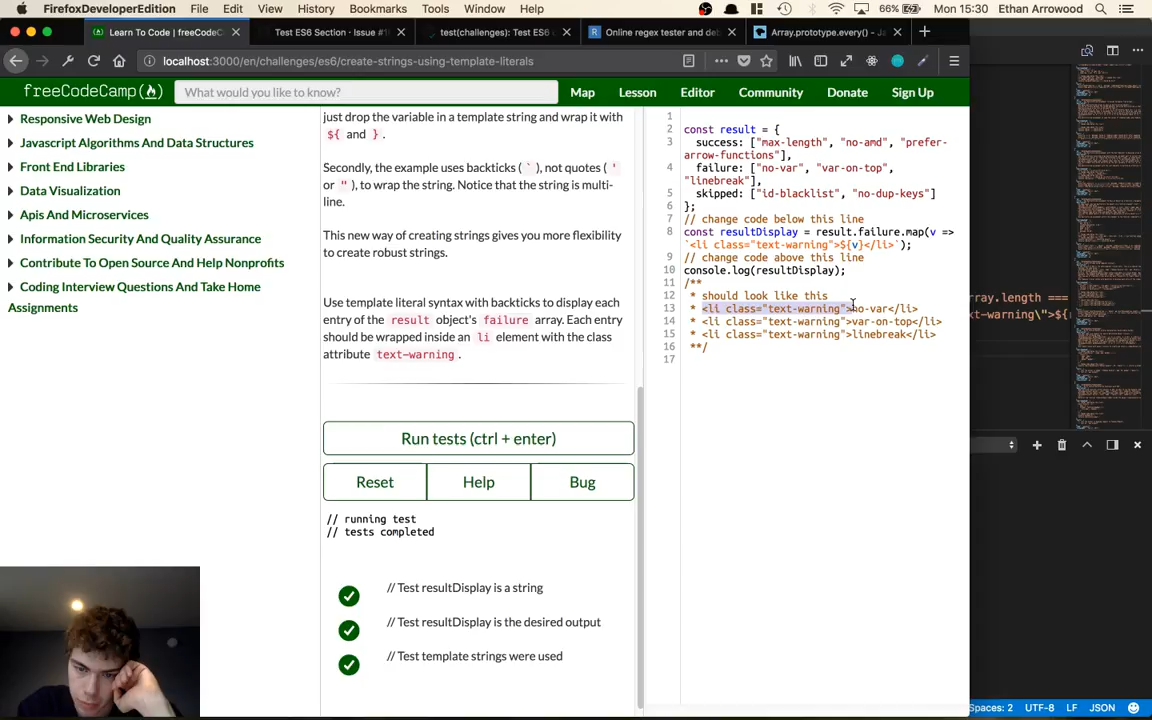 FirefoxDeveloperEdition File Edit View History Bookmarks Tools Window Help 66% Mon 15:30 Ethan Arrowood
Learn To Code | freeCodeC Test ES6 Section · Issue #1 test(challenges): Test ES6 Online regex tester and de Array.prototype.every() - Ja
localhost:3000/en/challenges/es6/create-strings-using-template-literals
freeCodeCamp What would you like to know? Map Lesson Editor Community Donate Sign Up
Responsive Web Design
Javascript Algorithms And Data Structures
Front End Libraries
Data Visualization
Apis And Microservices
Information Security And Quality Assurance
Contribute To Open Source And Help Nonprofits
Coding Interview Questions And Take Home
Assignments
just drop the variable in a template string and wrap it with
${ and } .
Secondly, the example uses backticks ( ` ), not quotes ( '
or " ), to wrap the string. Notice that the string is multi-
line.
This new way of creating strings gives you more flexibility
to create robust strings.
Use template literal syntax with backticks to display each
entry of the result object's failure array. Each entry
should be wrapped inside an li element with the class
attribute text-warning .
Run tests (ctrl + enter)
Reset Help Bug
// running test
// tests completed
// Test resultDisplay is a string
// Test resultDisplay is the desired output
// Test template strings were used
1
2 const result = {
3 success: ["max-length", "no-amd", "prefer-
arrow-functions"],
4 failure: ["no-var", "var-on-top",
"linebreak"],
5 skipped: ["id-blacklist", "no-dup-keys"]
6 };
7 // change code below this line
8 const resultDisplay = result.failure.map(v =>
`<li class="text-warning">${v}</li>`);
9 // change code above this line
10 console.log(resultDisplay);
11 /**
12 * should look like this
13 * <li class="text-warning">no-var</li>
14 * <li class="text-warning">var-on-top</li>
15 * <li class="text-warning">linebreak</li>
16 **/
17
rray.length ===
t-warning\">${
Spaces: 2 UTF-8 LF JSON